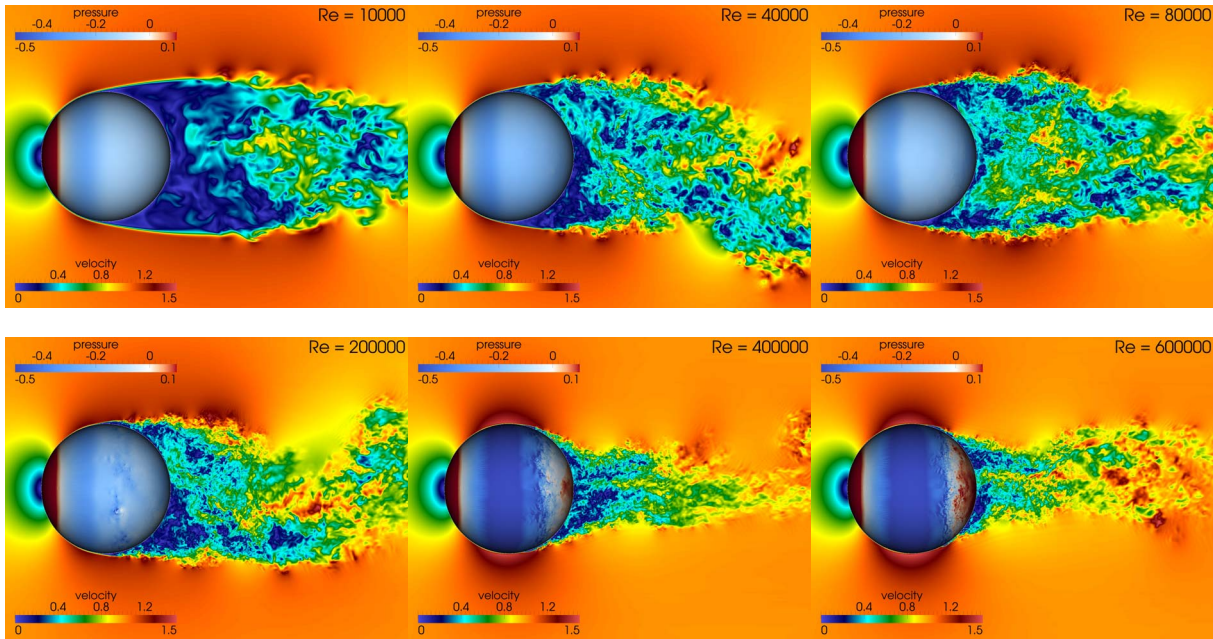 pressure
Re = 10000
-0.4 -0.2 0
-0.5 0.1
velocity
0.4 0.8 1.2
0 1.5
pressure
Re = 40000
-0.4 -0.2 0
-0.5 0.1
velocity
0.4 0.8 1.2
0 1.5
pressure
Re = 80000
-0.4 -0.2 0
-0.5 0.1
velocity
0.4 0.8 1.2
0 1.5
pressure
Re = 200000
-0.4 -0.2 0
-0.5 0.1
velocity
0.4 0.8 1.2
0 1.5
pressure
Re = 400000
-0.4 -0.2 0
-0.5 0.1
velocity
0.4 0.8 1.2
0 1.5
pressure
Re = 600000
-0.4 -0.2 0
-0.5 0.1
velocity
0.4 0.8 1.2
0 1.5